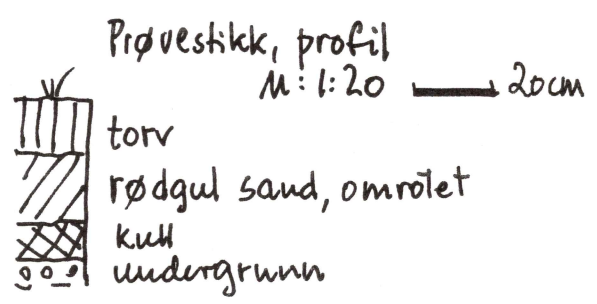 Prøvestikk, profil
M: 1:20 20cm
torv
rødgul sand, omrotet
kull
undergrunn